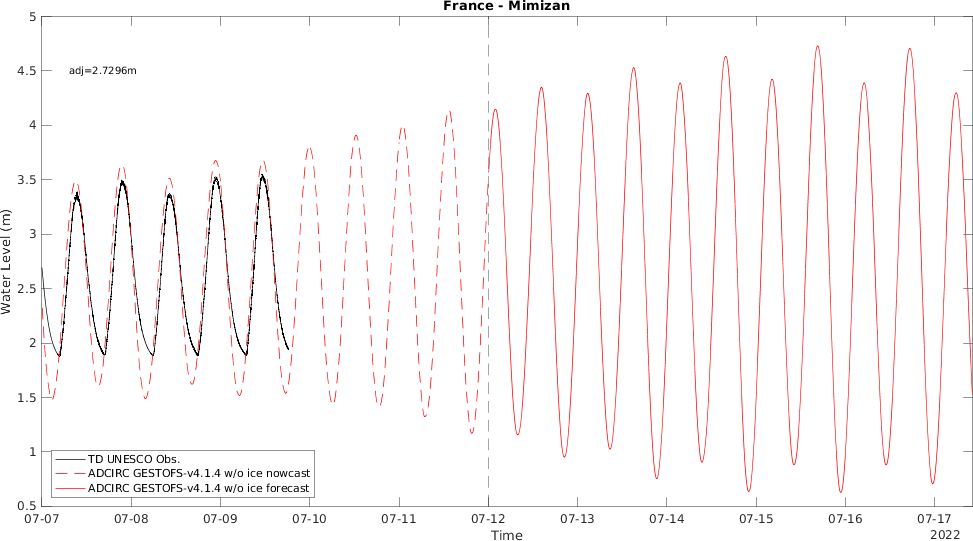 France - Mimizan
5
4.5
4
3.5
3
2.5
2
1.5
1
0.5
Water Level (m)
adj=2.7296m
TD UNESCO Obs.
ADCIRC GESTOFS-v4.1.4 w/o ice nowcast
ADCIRC GESTOFS-v4.1.4 w/o ice forecast
07-07 07-08 07-09 07-10 07-11 07-12 07-13 07-14 07-15 07-16 07-17
Time
2022